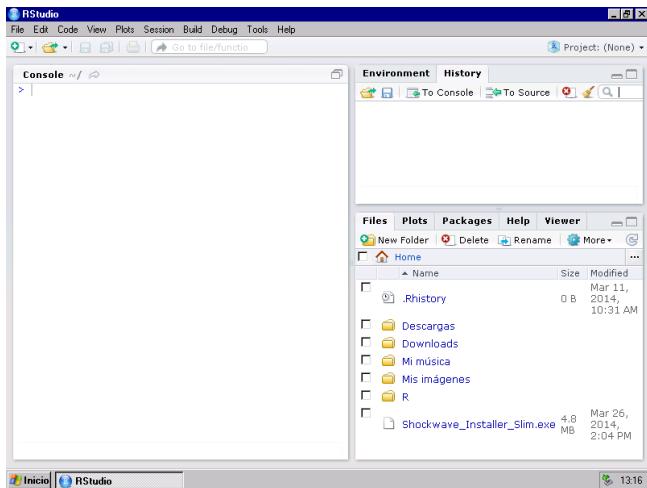 RStudio
File Edit Code View Plots Session Build Debug Tools Help
Go to file/functio
Project: (None)
Console ~/
>
Environment History
To Console To Source
Files Plots Packages Help Viewer
New Folder Delete Rename More
Home ...
Name Size Modified
.Rhistory 0 B Mar 11, 2014, 10:31 AM
Descargas
Downloads
Mi música
Mis imágenes
R
Shockwave_Installer_Slim.exe 4.8 MB Mar 26, 2014, 2:04 PM
Inicio RStudio 13:16